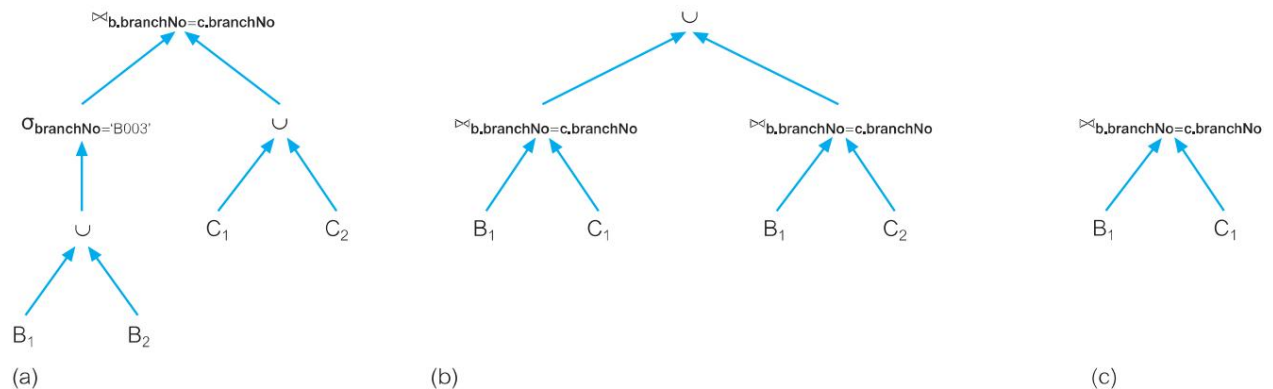 ⋈b.branchNo=c.branchNo
∪
σbranchNo='B003'
∪
⋈b.branchNo=c.branchNo
⋈b.branchNo=c.branchNo
⋈b.branchNo=c.branchNo
∪
C₁
C₂
B₁
C₁
B₁
C₂
B₁
C₁
B₁
B₂
(a)
(b)
(c)